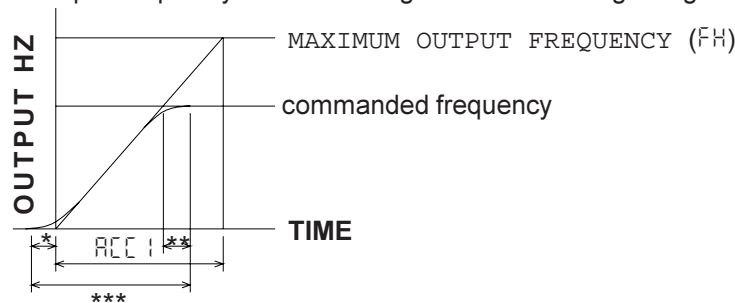 MAXIMUM OUTPUT FREQUENCY (FH)
OUTPUT HZ
commanded frequency
TIME
* ACC1 **
***